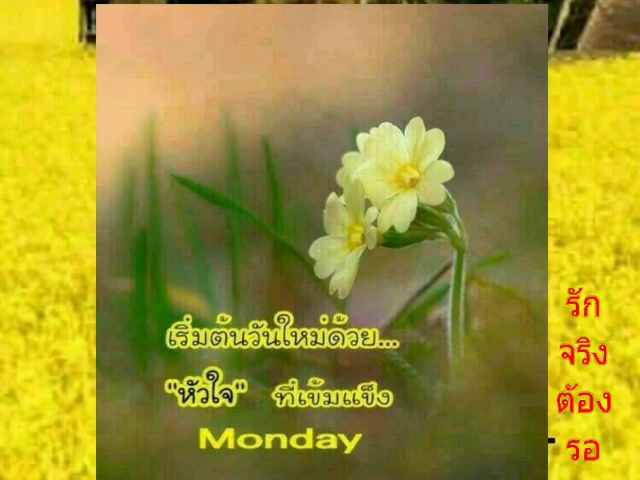 เริ่มต้นวันใหม่ด้วย...
"หัวใจ" ที่เข้มแข็ง
Monday
รัก
จริง
ต้อง
รอ